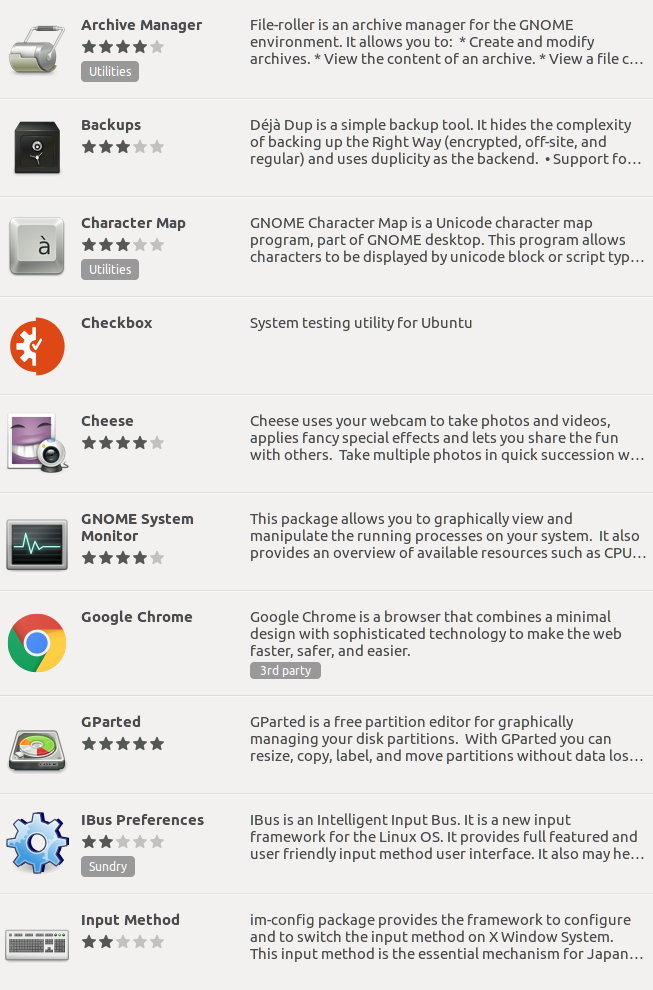 Archive Manager
Utilities
File-roller is an archive manager for the GNOME
environment. It allows you to:  * Create and modify
archives. * View the content of an archive. * View a file c...
Backups
Déjà Dup is a simple backup tool. It hides the complexity
of backing up the Right Way (encrypted, off-site, and
regular) and uses duplicity as the backend.  • Support fo...
Character Map
Utilities
GNOME Character Map is a Unicode character map
program, part of GNOME desktop. This program allows
characters to be displayed by unicode block or script typ...
à
Checkbox
System testing utility for Ubuntu
Cheese
Cheese uses your webcam to take photos and videos,
applies fancy special effects and lets you share the fun
with others.  Take multiple photos in quick succession w...
GNOME System
Monitor
This package allows you to graphically view and
manipulate the running processes on your system.  It also
provides an overview of available resources such as CPU...
Google Chrome
Google Chrome is a browser that combines a minimal
design with sophisticated technology to make the web
faster, safer, and easier.
3rd party
GParted
GParted is a free partition editor for graphically
managing your disk partitions.  With GParted you can
resize, copy, label, and move partitions without data los...
IBus Preferences
Sundry
IBus is an Intelligent Input Bus. It is a new input
framework for the Linux OS. It provides full featured and
user friendly input method user interface. It also may he...
Input Method
im-config package provides the framework to configure
and to switch the input method on X Window System.
This input method is the essential mechanism for Japan...